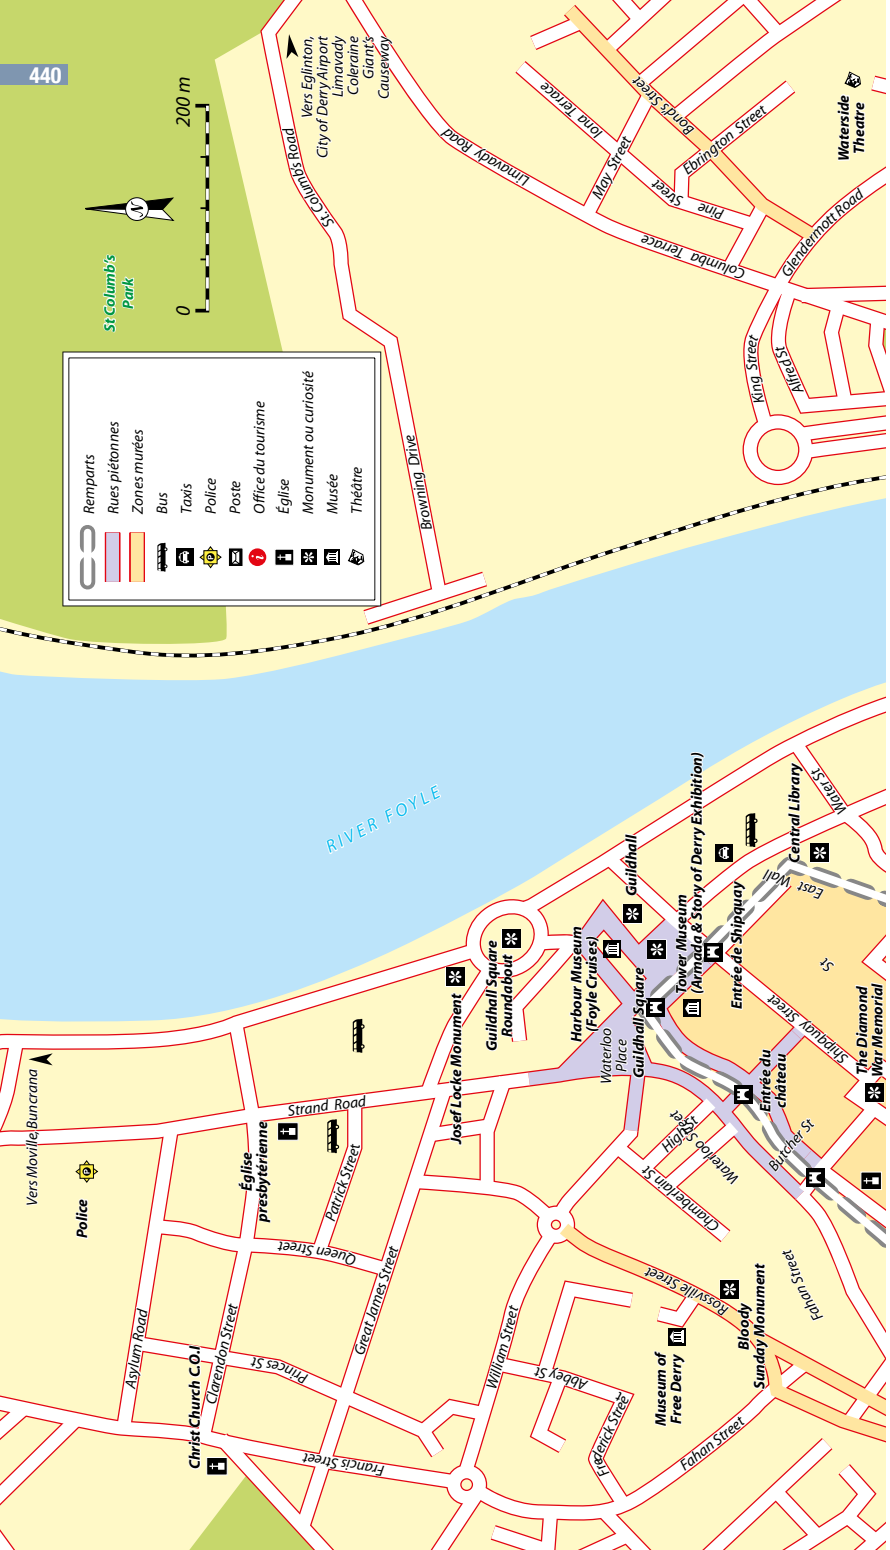 440
St Columb's
Park
0
200 m
Remparts
Rues piétonnes
Zones murées
Bus
Taxis
Police
Poste
Office du tourisme
Église
Monument ou curiosité
Musée
Théâtre
Vers Eglinton,
City of Derry Airport
Limavady
Coleraine
Giant's
Causeway
St. Columb's Road
Limavady Road
Browning Drive
Iona Terrace
Bond's Street
May Street
Ebrington Street
Pine Street
Columba Terrace
Glendermott Road
King Street
Alfred St
Waterside
Theatre
RIVER FOYLE
Vers Moville, Buncrana
Police
Église
presbytérienne
Strand Road
Patrick Street
Queen Street
Asylum Road
Clarendon Street
Princes St
Great James Street
Christ Church C.O.I
Francis Street
Josef Locke Monument
Guildhall Square
Roundabout
Harbour Museum
(Foyle Cruises)
Waterloo
Place
Guildhall Square
Guildhall
Tower Museum
(Armada & Story of Derry Exhibition)
Entrée de Shipquay
Central Library
Water St
East Wall
St
Shipquay Street
The Diamond
War Memorial
Entrée du
château
Butcher St
High St
Waterloo Street
Chamberlain St
William Street
Rossville Street
Abbey St
Frederick Street
Museum of
Free Derry
Bloody
Sunday Monument
Fahan Street
Fahan Street